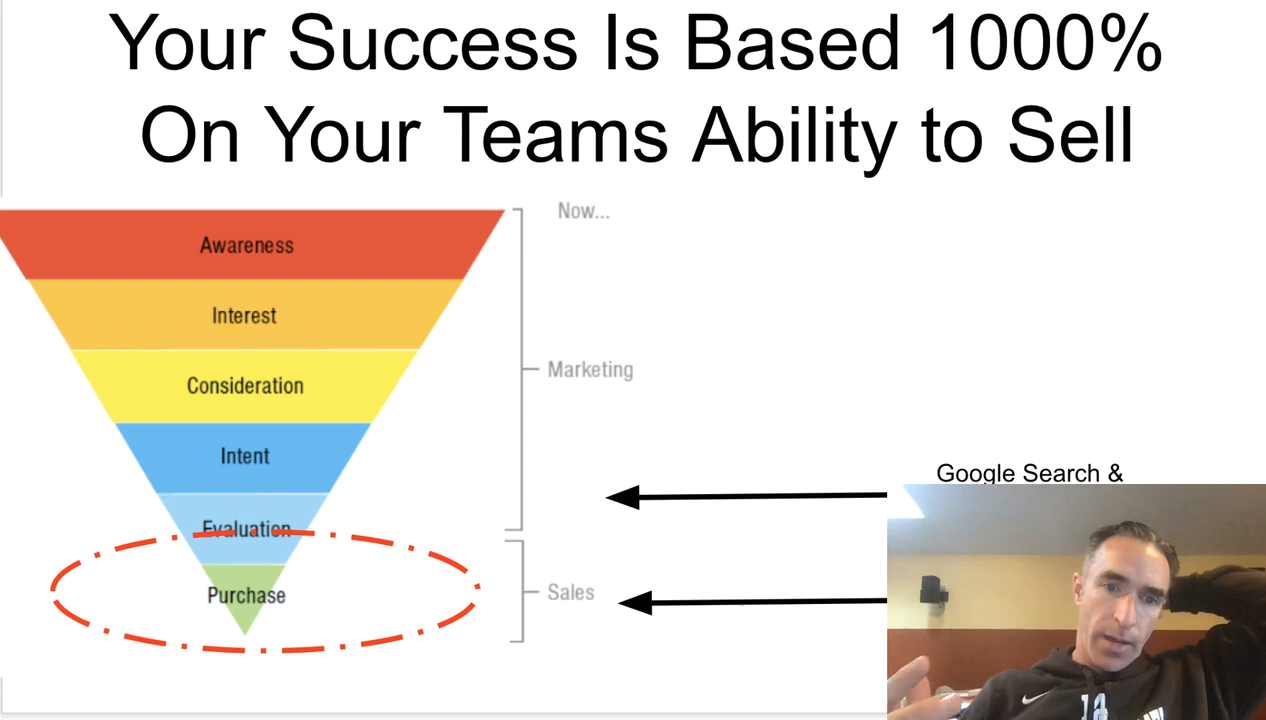 Your Success Is Based 1000%
On Your Teams Ability to Sell
Now...
Awareness
Interest
Marketing
Consideration
Intent
Google Search &
Evaluation
Purchase
Sales